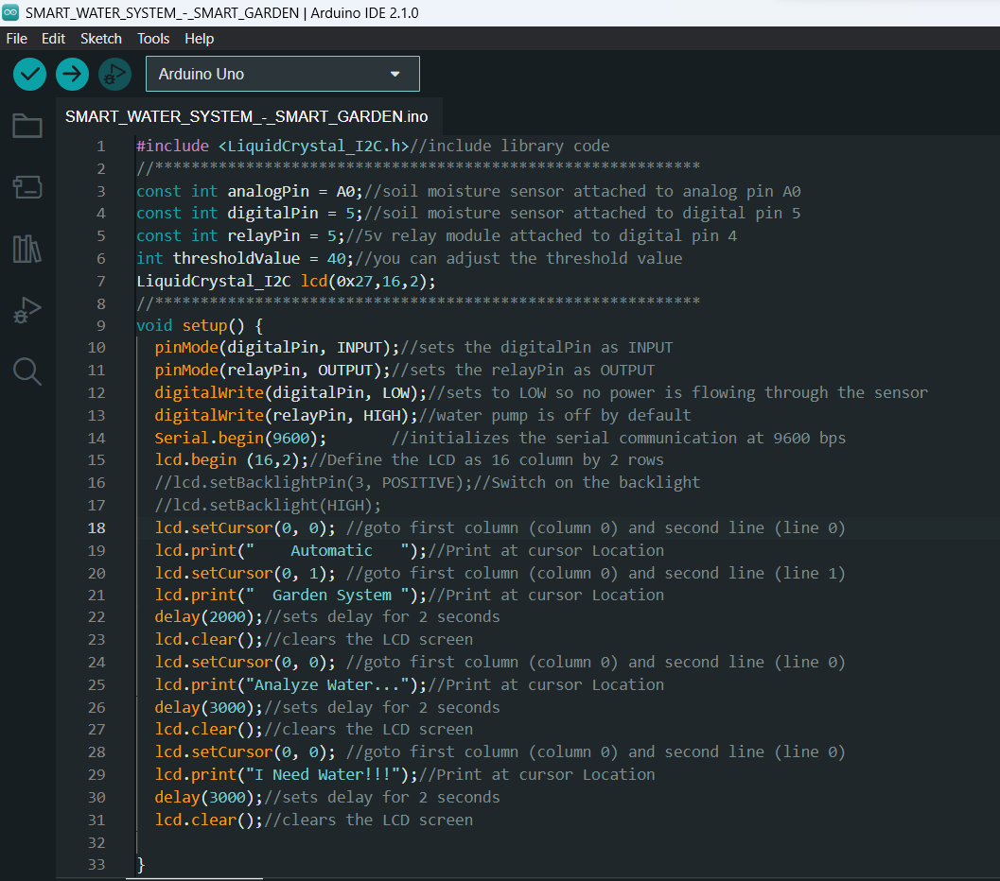 SMART_WATER_SYSTEM_-_SMART_GARDEN | Arduino IDE 2.1.0
File Edit Sketch Tools Help
Arduino Uno
SMART_WATER_SYSTEM_-_SMART_GARDEN.ino
1 #include <LiquidCrystal_I2C.h>//include library code
2 //************************************************************
3 const int analogPin = A0;//soil moisture sensor attached to analog pin A0
4 const int digitalPin = 5;//soil moisture sensor attached to digital pin 5
5 const int relayPin = 5;//5v relay module attached to digital pin 4
6 int thresholdValue = 40;//you can adjust the threshold value
7 LiquidCrystal_I2C lcd(0x27,16,2);
8 //************************************************************
9 void setup() {
10   pinMode(digitalPin, INPUT);//sets the digitalPin as INPUT
11   pinMode(relayPin, OUTPUT);//sets the relayPin as OUTPUT
12   digitalWrite(digitalPin, LOW);//sets to LOW so no power is flowing through the sensor
13   digitalWrite(relayPin, HIGH);//water pump is off by default
14   Serial.begin(9600);       //initializes the serial communication at 9600 bps
15   lcd.begin (16,2);//Define the LCD as 16 column by 2 rows
16   //lcd.setBacklightPin(3, POSITIVE);//Switch on the backlight
17   //lcd.setBacklight(HIGH);
18   lcd.setCursor(0, 0); //goto first column (column 0) and second line (line 0)
19   lcd.print("    Automatic   ");//Print at cursor Location
20   lcd.setCursor(0, 1); //goto first column (column 0) and second line (line 1)
21   lcd.print("  Garden System ");//Print at cursor Location
22   delay(2000);//sets delay for 2 seconds
23   lcd.clear();//clears the LCD screen
24   lcd.setCursor(0, 0); //goto first column (column 0) and second line (line 0)
25   lcd.print("Analyze Water...");//Print at cursor Location
26   delay(3000);//sets delay for 2 seconds
27   lcd.clear();//clears the LCD screen
28   lcd.setCursor(0, 0); //goto first column (column 0) and second line (line 0)
29   lcd.print("I Need Water!!!");//Print at cursor Location
30   delay(3000);//sets delay for 2 seconds
31   lcd.clear();//clears the LCD screen
32
33 }